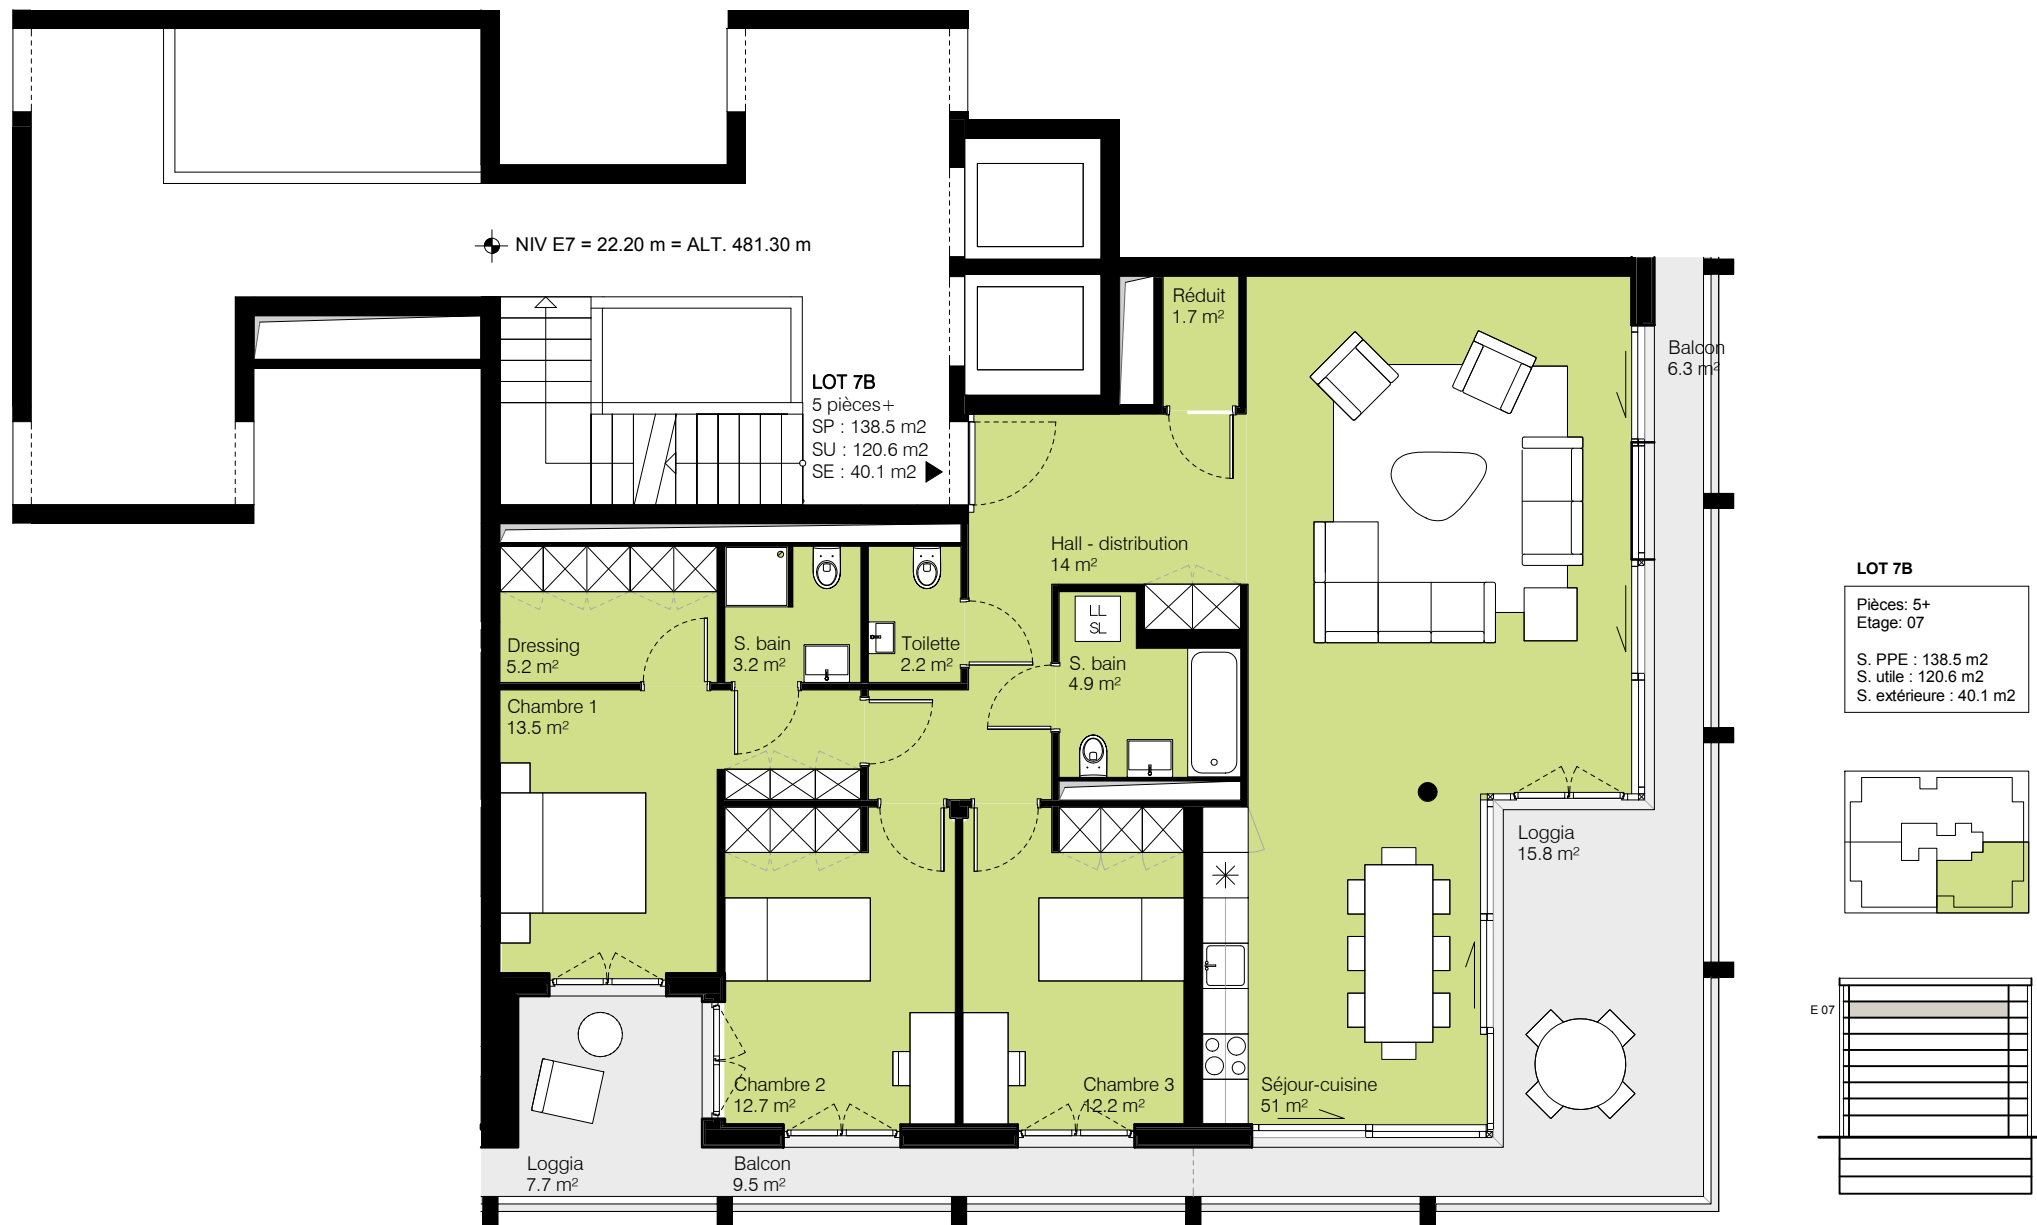 NIV E7 = 22.20 m = ALT. 481.30 m
LOT 7B
5 pièces+
SP : 138.5 m2
SU : 120.6 m2
SE : 40.1 m2
Réduit
1.7 m²
Balcon
6.3 m²
Hall - distribution
14 m²
Dressing
5.2 m²
S. bain
3.2 m²
Toilette
2.2 m²
LL
SL
S. bain
4.9 m²
Chambre 1
13.5 m²
Loggia
15.8 m²
Chambre 2
12.7 m²
Chambre 3
12.2 m²
Séjour-cuisine
51 m²
Loggia
7.7 m²
Balcon
9.5 m²
LOT 7B
Pièces: 5+
Etage: 07
S. PPE : 138.5 m2
S. utile : 120.6 m2
S. extérieure : 40.1 m2
E 07